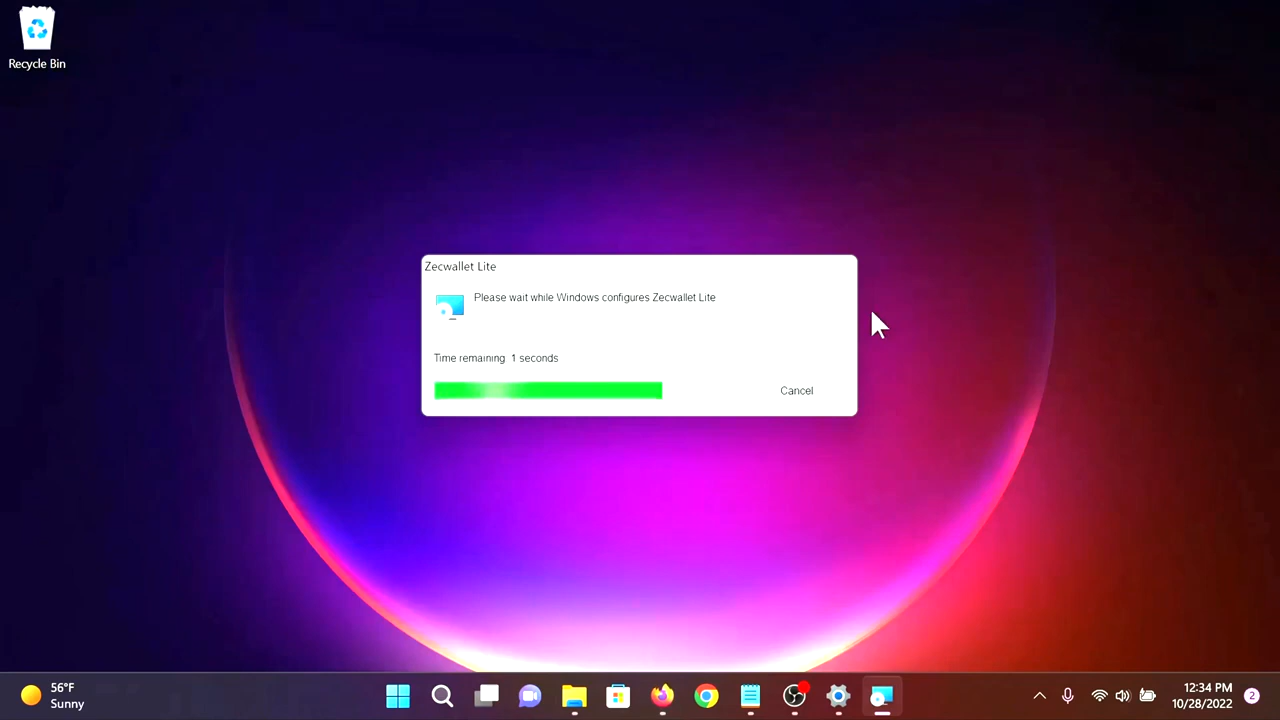 Recycle Bin
Zecwallet Lite
Please wait while Windows configures Zecwallet Lite
Time remaining 1 seconds
Cancel
56°F
Sunny
12:34 PM
10/28/2022
2